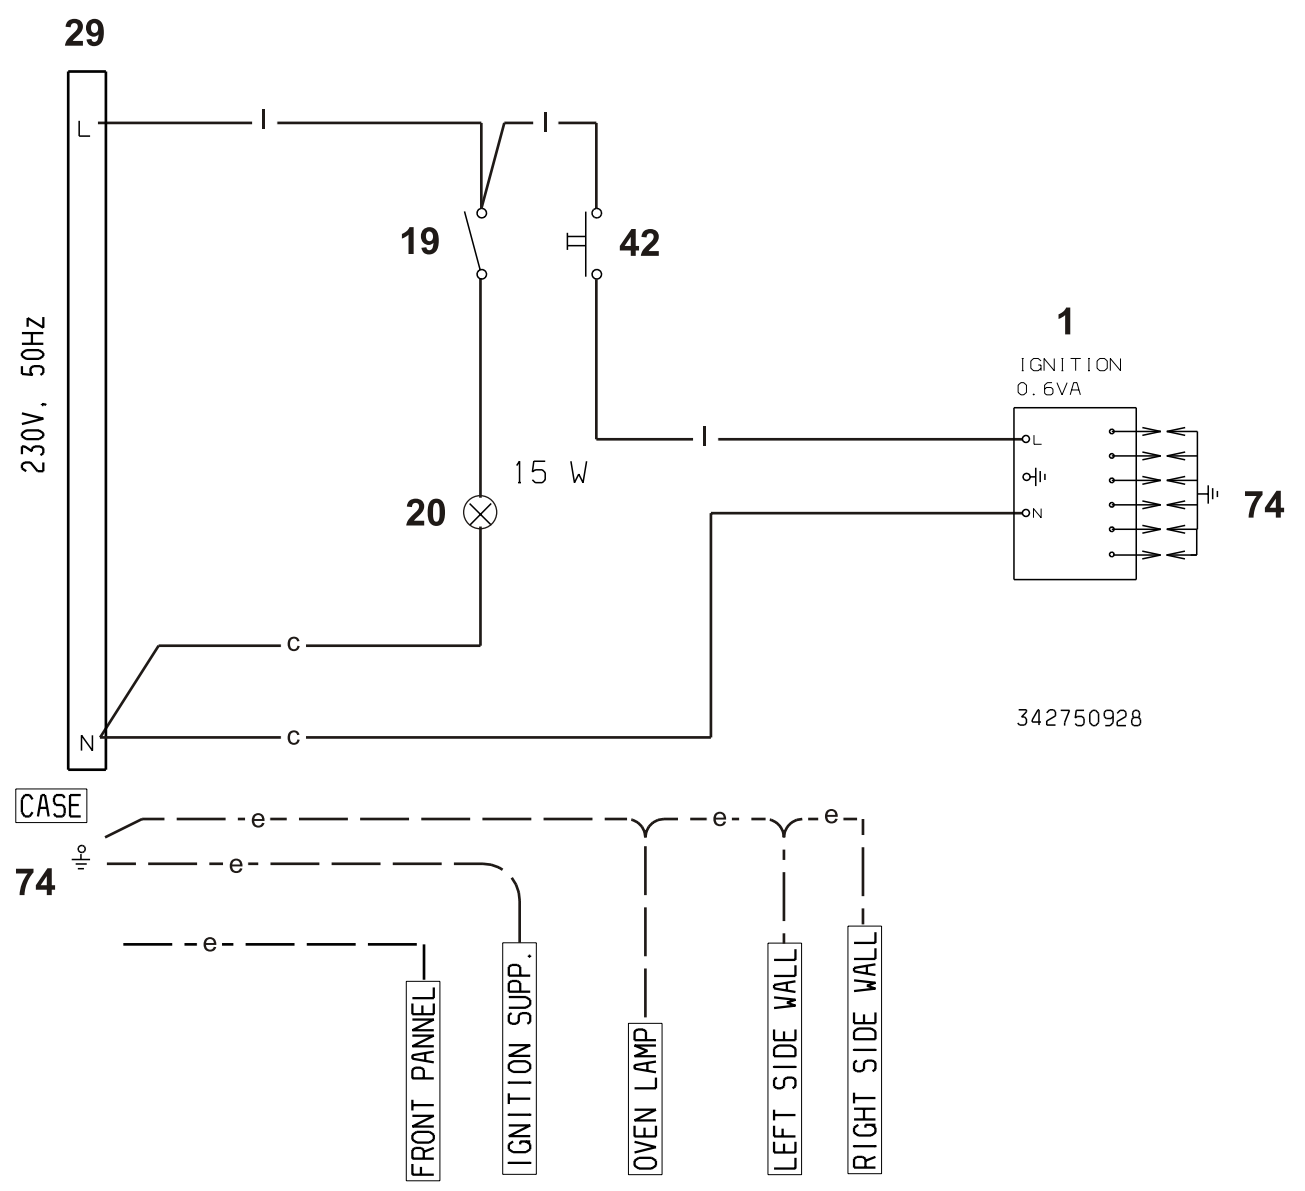 29
L
l
l
19
42
230V, 50Hz
1
IGNITION
0.6VA
L
N
15 W
20
74
c
N
c
342750928
CASE
e
e
e
74
e
e
FRONT PANNEL
IGNITION SUPP.
OVEN LAMP
LEFT SIDE WALL
RIGHT SIDE WALL
l